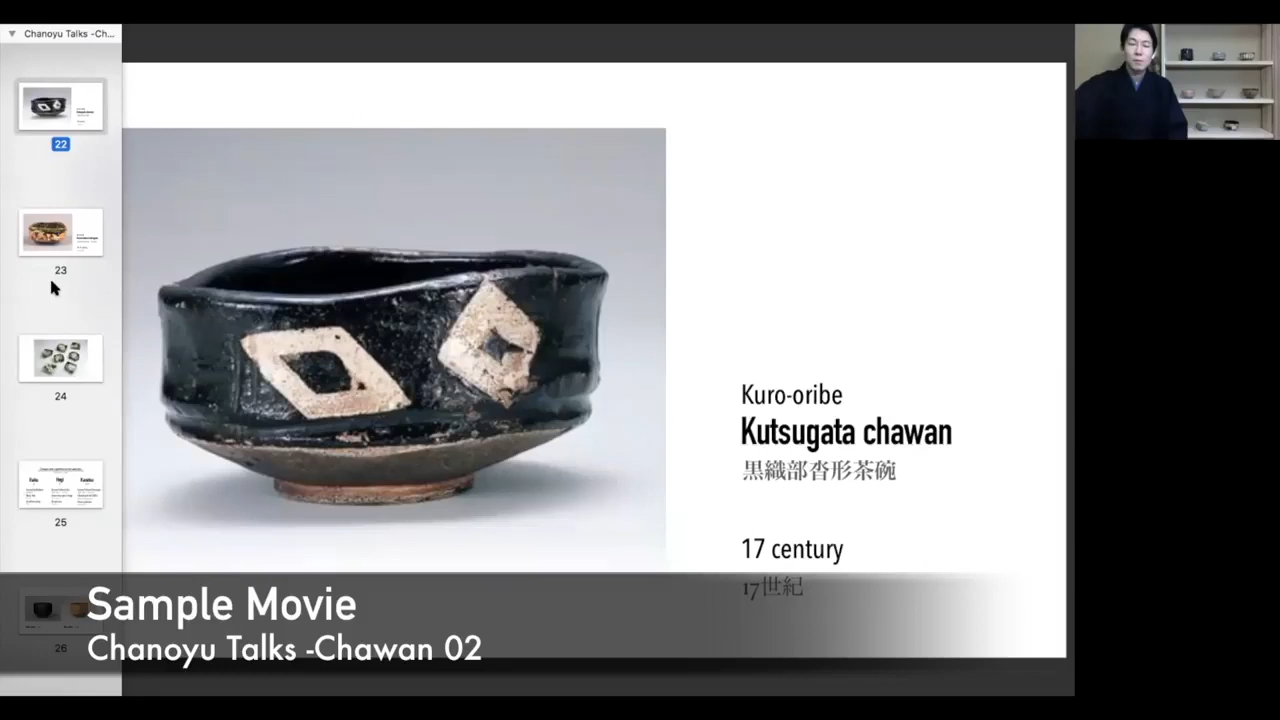 Chanoyu Talks -Ch...
22
23
24
25
26
Kuro-oribe
Kutsugata chawan
黒織部沓形茶碗
17 century
17世紀
Sample Movie
Chanoyu Talks -Chawan 02